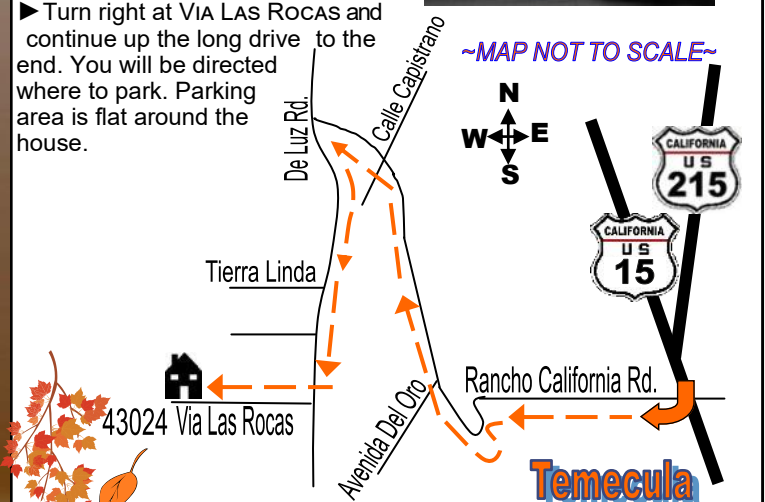 ►Turn right at VIA LAS ROCAS and
continue up the long drive to the
end. You will be directed
where to park. Parking
area is flat around the
house.
~MAP NOT TO SCALE~
N
W E
S
De Luz Rd.
Calle Capistrano
CALIFORNIA
US
215
CALIFORNIA
US
15
Tierra Linda
Rancho California Rd.
43024 Via Las Rocas
Avenida Del Oro
Temecula